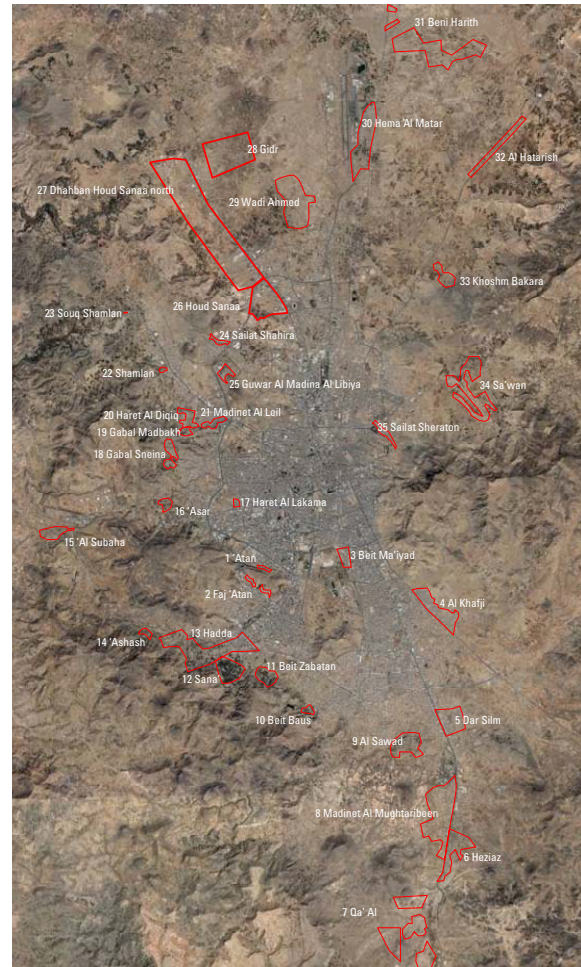 31 Beni Harith
30 Hema 'Al Matar
28 Gidr
32 Al Hatarish
27 Dhahban Houd Sanaa north
29 Wadi Ahmed
33 Khoshm Bakara
26 Houd Sanaa
23 Souq Shamlan
24 Sailat Shahira
22 Shamlan
25 Guwar Al Madina Al Libiya
34 Sa'wan
20 Haret Al Diqiq
21 Madinet Al Leil
19 Gabal Madbakh
35 Sailat Sheraton
18 Gabal Sneina
17 Haret Al Lakama
16 'Asar
15 'Al Subaha
1 'Atan
3 Beit Ma'iyad
2 Faj 'Atan
4 Al Khafji
13 Hadda
14 'Ashash
11 Beit Zabatan
12 Sana'
10 Beit Baus
5 Dar Silm
9 Al Sawad
8 Madinet Al Mughtaribeen
6 Heziaz
7 Qa' Al